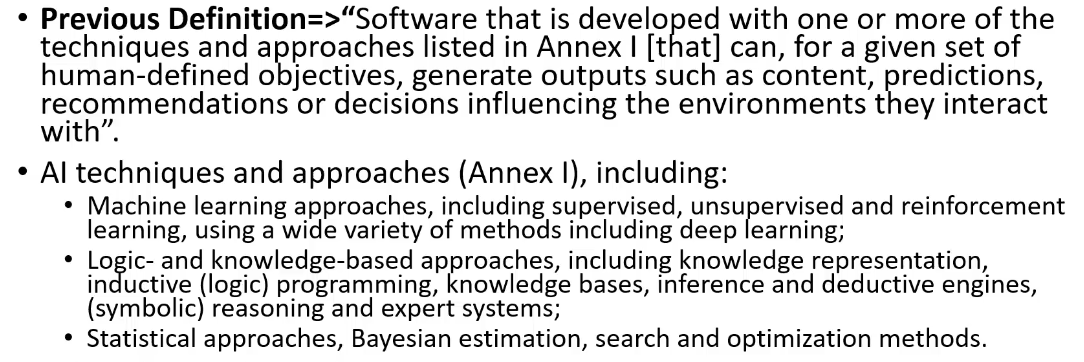 • Previous Definition=>“Software that is developed with one or more of the
techniques and approaches listed in Annex I [that] can, for a given set of
human-defined objectives, generate outputs such as content, predictions,
recommendations or decisions influencing the environments they interact
with”.
• AI techniques and approaches (Annex I), including:
• Machine learning approaches, including supervised, unsupervised and reinforcement
learning, using a wide variety of methods including deep learning;
• Logic- and knowledge-based approaches, including knowledge representation,
inductive (logic) programming, knowledge bases, inference and deductive engines,
(symbolic) reasoning and expert systems;
• Statistical approaches, Bayesian estimation, search and optimization methods.